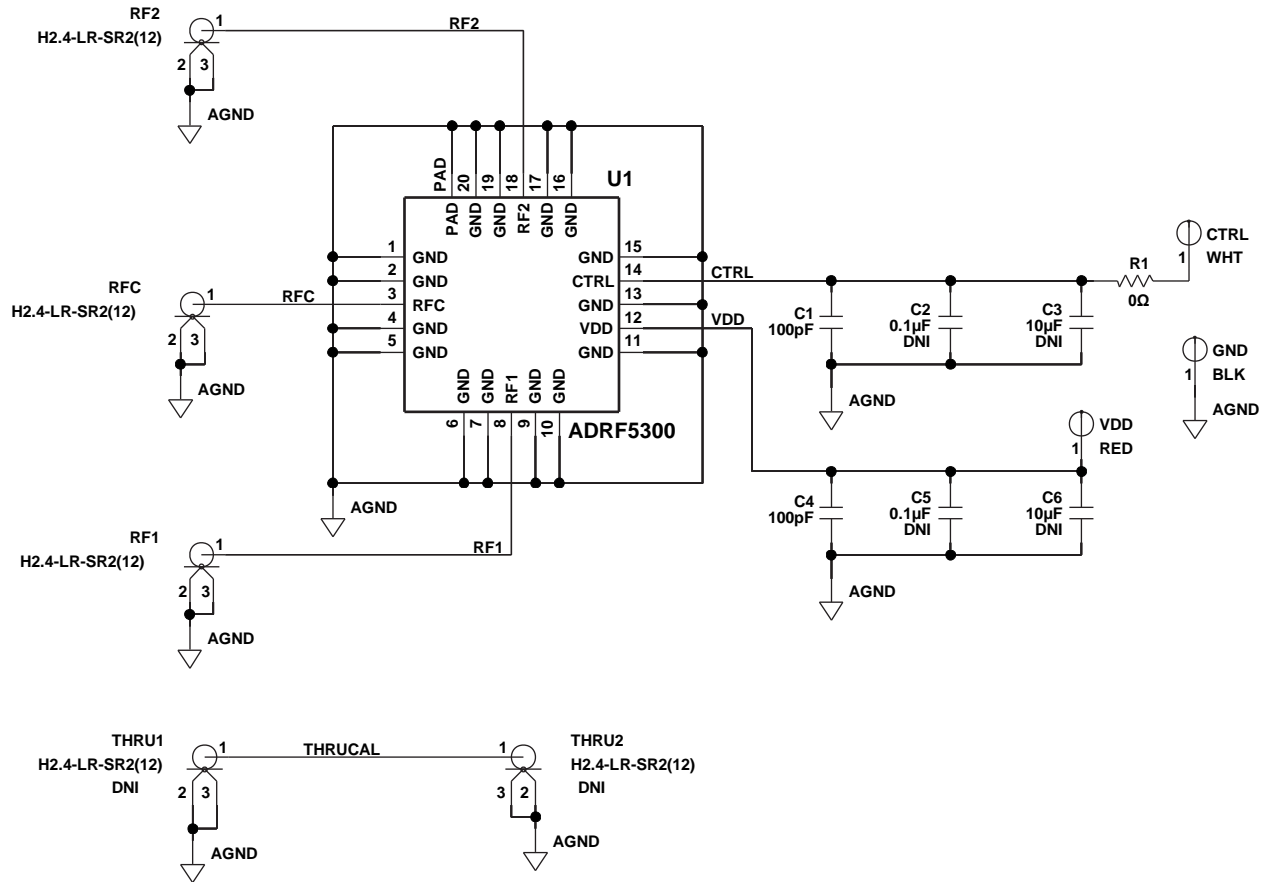 RF2
H2.4-LR-SR2(12)
1
2
3
AGND
RF2
U1
PAD
20
19
18
17
16
PAD
GND
GND
RF2
GND
GND
1
GND
2
GND
3
RFC
4
GND
5
GND
15
GND
14
CTRL
13
GND
12
VDD
11
GND
6
GND
7
GND
8
RF1
9
GND
10
GND
ADRF5300
AGND
RFC
H2.4-LR-SR2(12)
1
2
3
AGND
RFC
RF1
H2.4-LR-SR2(12)
1
2
3
AGND
RF1
CTRL
VDD
C1
100pF
C2
0.1µF
DNI
C3
10µF
DNI
R1
0Ω
AGND
CTRL
WHT
1
GND
BLK
1
AGND
VDD
RED
1
C4
100pF
C5
0.1µF
DNI
C6
10µF
DNI
AGND
THRU1
H2.4-LR-SR2(12)
DNI
1
2
3
AGND
THRUCAL
THRU2
H2.4-LR-SR2(12)
DNI
1
3
2
AGND